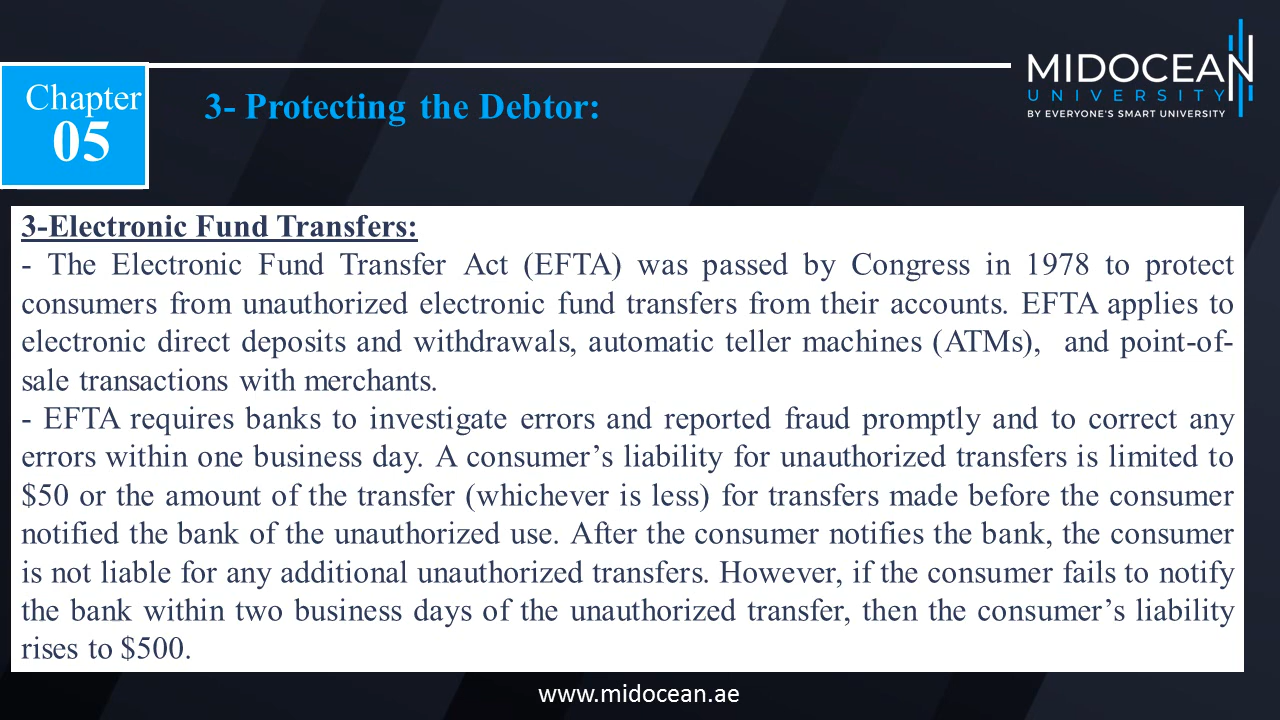 MIDOCEAN
UNIVERSITY
BY EVERYONE'S SMART UNIVERSITY
Chapter
05
3- Protecting the Debtor:
3-Electronic Fund Transfers:
- The Electronic Fund Transfer Act (EFTA) was passed by Congress in 1978 to protect
consumers from unauthorized electronic fund transfers from their accounts. EFTA applies to
electronic direct deposits and withdrawals, automatic teller machines (ATMs),  and point-of-
sale transactions with merchants.
- EFTA requires banks to investigate errors and reported fraud promptly and to correct any
errors within one business day. A consumer’s liability for unauthorized transfers is limited to
$50 or the amount of the transfer (whichever is less) for transfers made before the consumer
notified the bank of the unauthorized use. After the consumer notifies the bank, the consumer
is not liable for any additional unauthorized transfers. However, if the consumer fails to notify
the bank within two business days of the unauthorized transfer, then the consumer’s liability
rises to $500.
www.midocean.ae